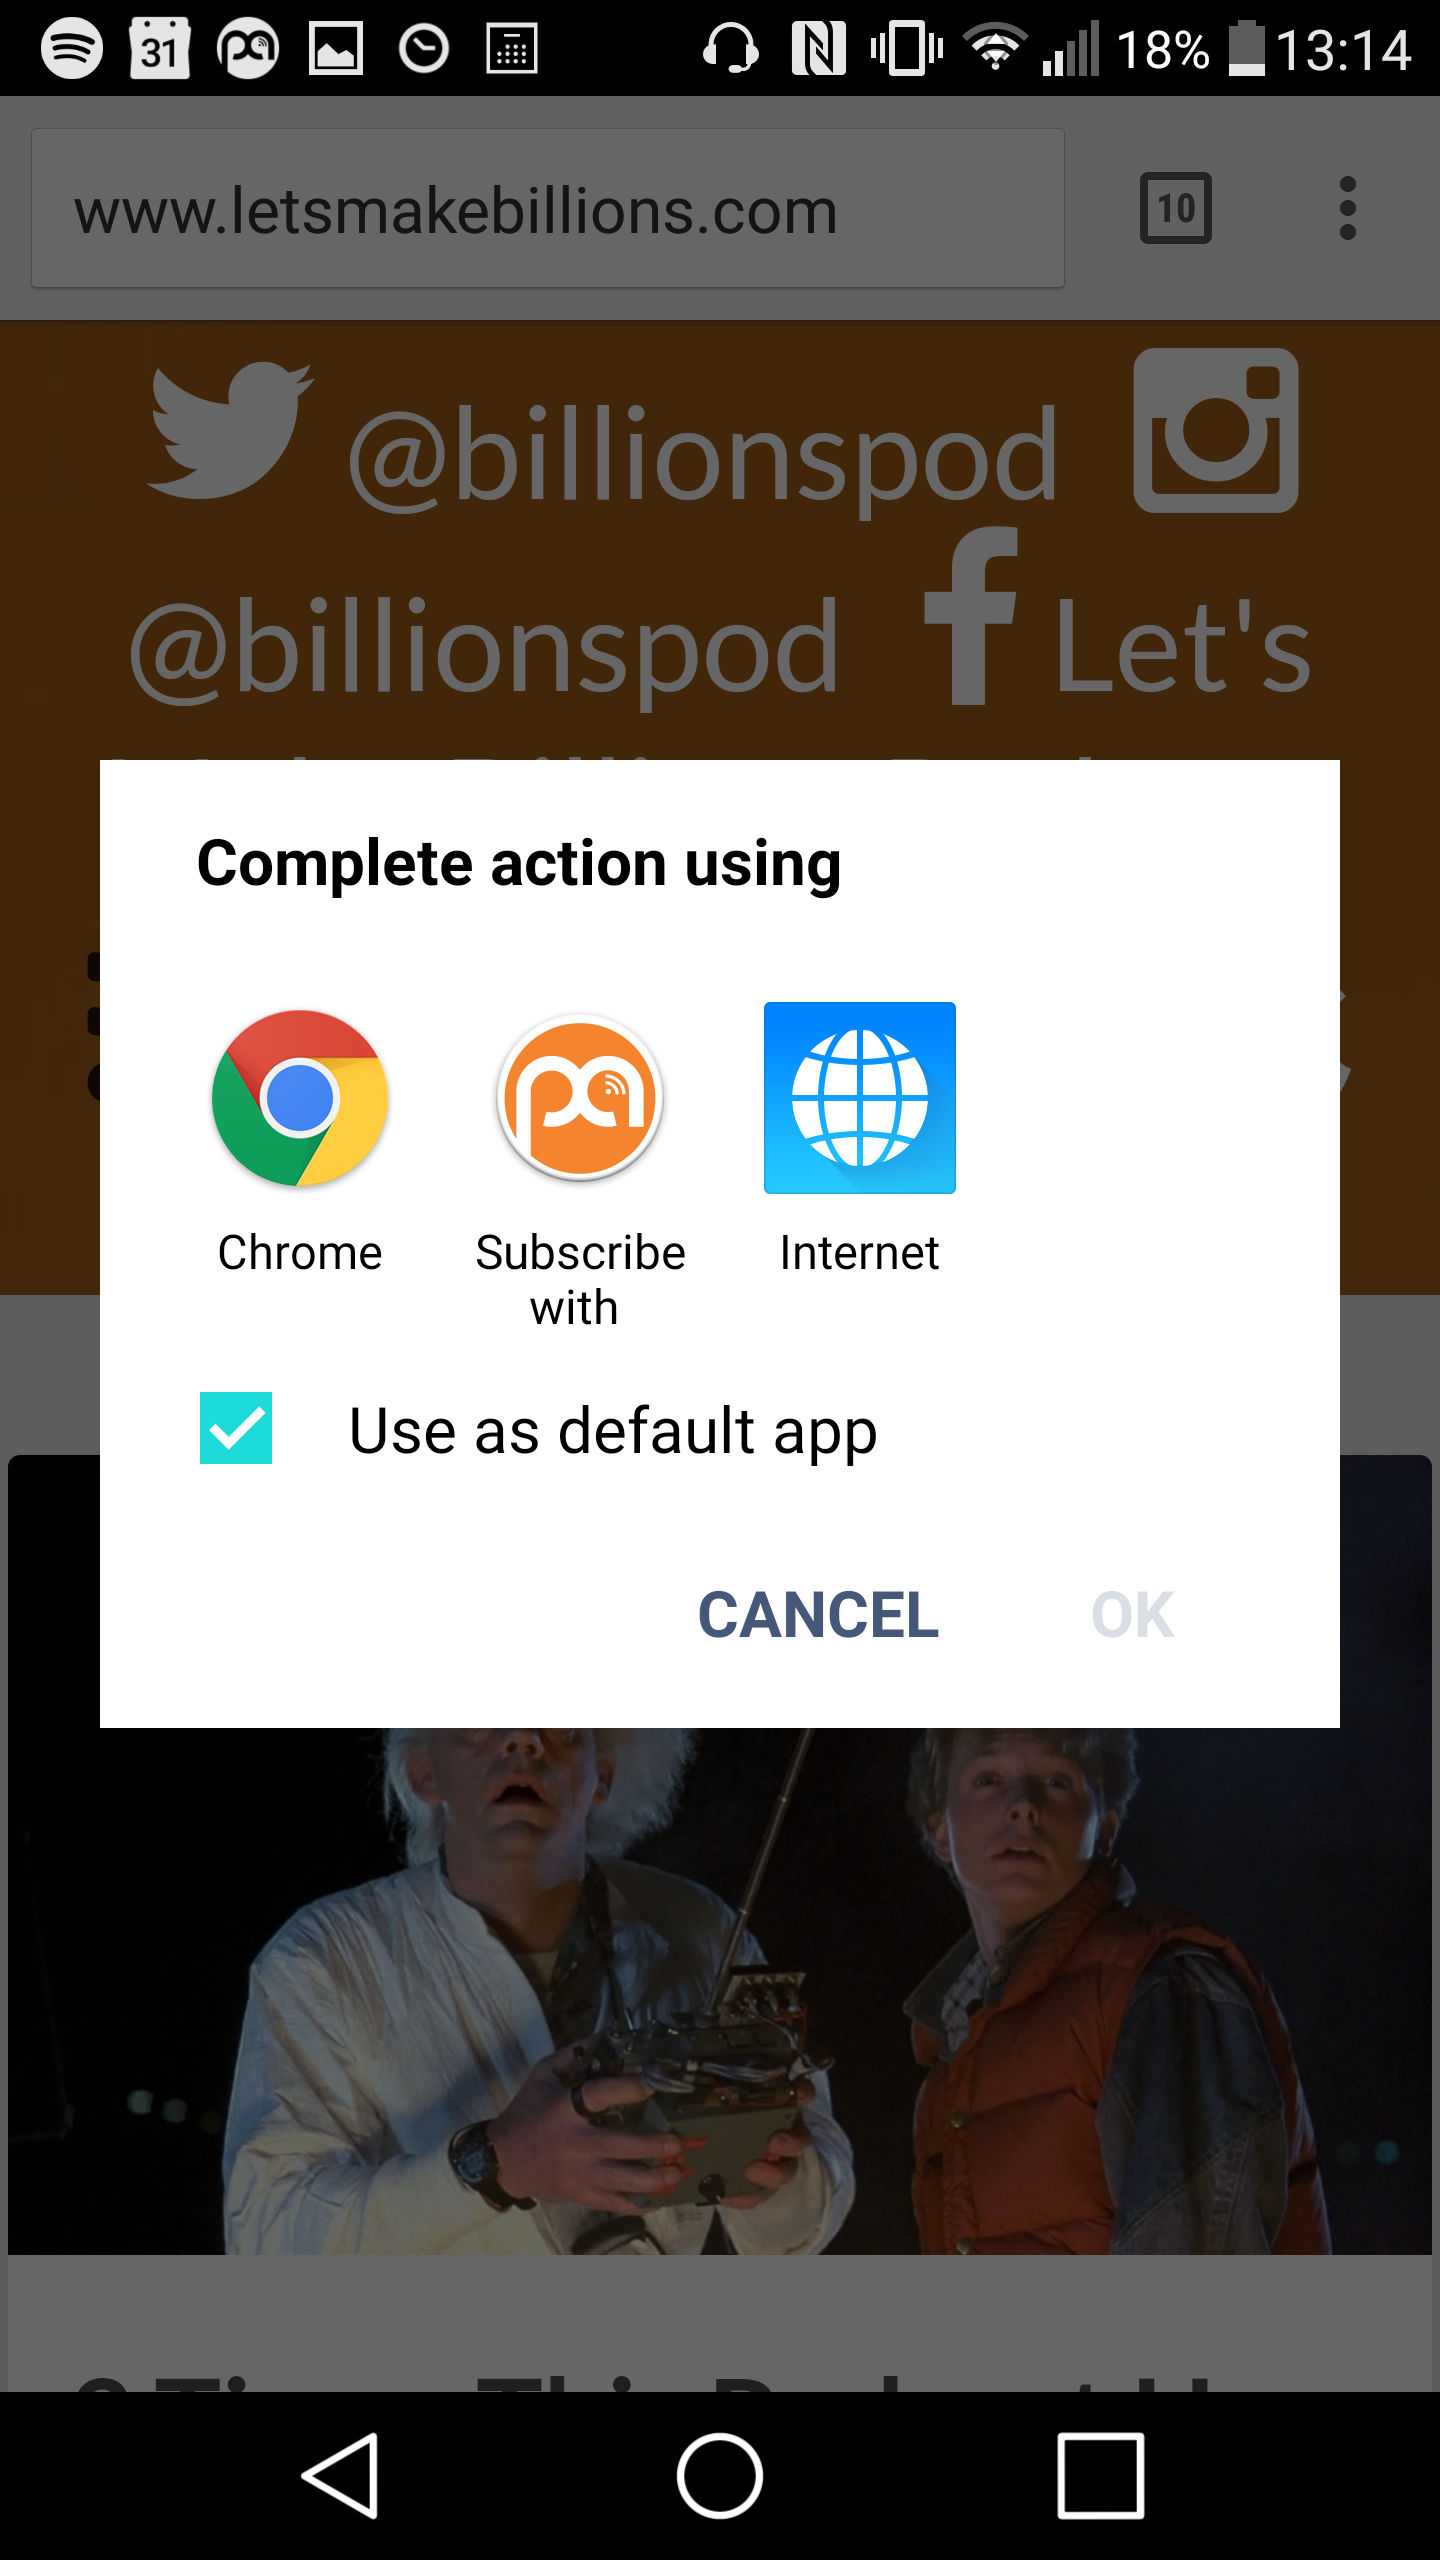 31 18% 13:14
www.letsmakebillions.com 10
@billionspod
@billionspod Let's
Complete action using
Chrome Subscribe with Internet
Use as default app
CANCEL OK